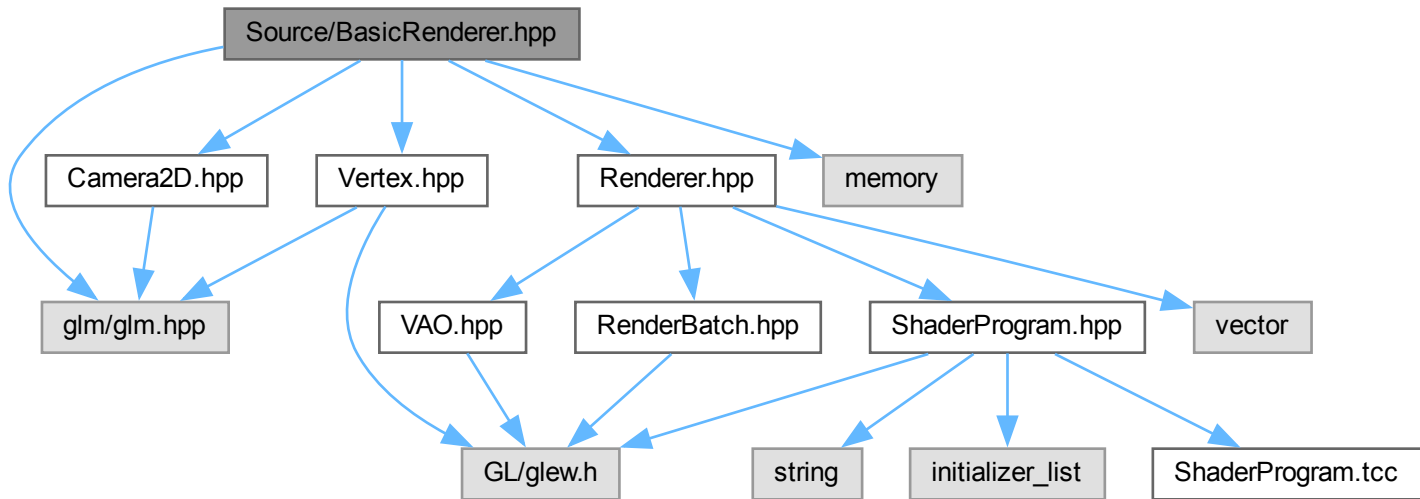 Source/BasicRenderer.hpp
Camera2D.hpp
Vertex.hpp
Renderer.hpp
memory
glm/glm.hpp
VAO.hpp
RenderBatch.hpp
ShaderProgram.hpp
vector
GL/glew.h
string
initializer_list
ShaderProgram.tcc